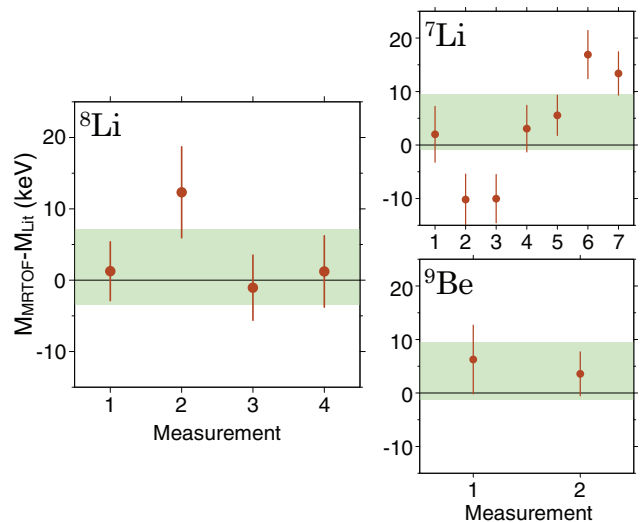 ⁸Li
M_MRTOF-M_Lit (keV)
20
10
0
-10
1 2 3 4
Measurement
⁷Li
20
10
0
-10
1 2 3 4 5 6 7
⁹Be
20
10
0
-10
1 2
Measurement